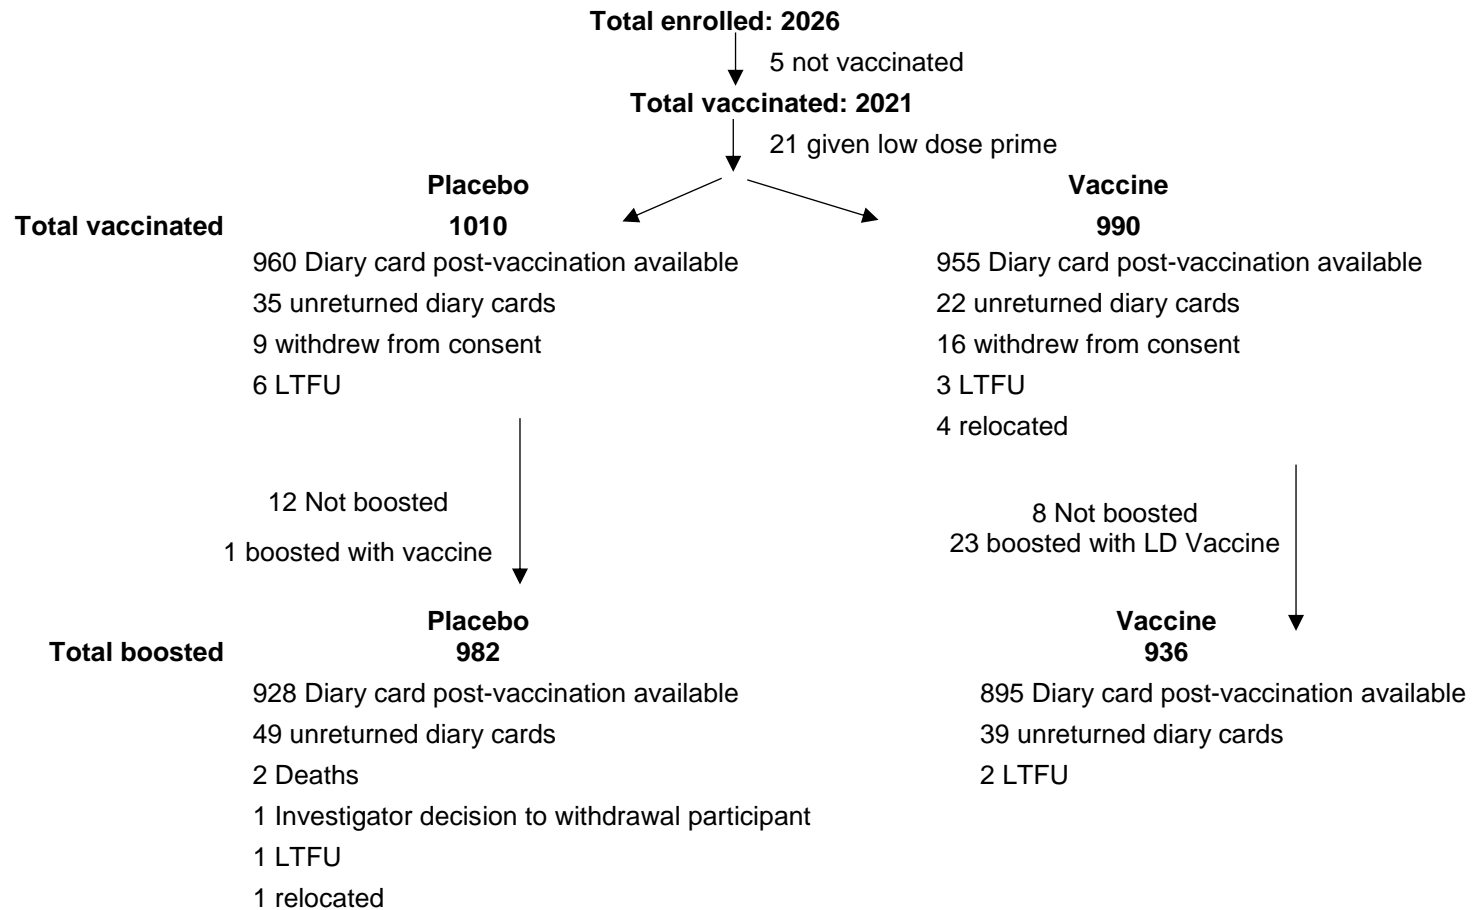 Total enrolled: 2026
5 not vaccinated
Total vaccinated: 2021
21 given low dose prime
Placebo Vaccine
Total vaccinated 1010 990
960 Diary card post-vaccination available 955 Diary card post-vaccination available
35 unreturned diary cards 22 unreturned diary cards
9 withdrew from consent 16 withdrew from consent
6 LTFU 3 LTFU
4 relocated
12 Not boosted 8 Not boosted
1 boosted with vaccine 23 boosted with LD Vaccine
Placebo Vaccine
Total boosted 982 936
928 Diary card post-vaccination available 895 Diary card post-vaccination available
49 unreturned diary cards 39 unreturned diary cards
2 Deaths 2 LTFU
1 Investigator decision to withdrawal participant
1 LTFU
1 relocated